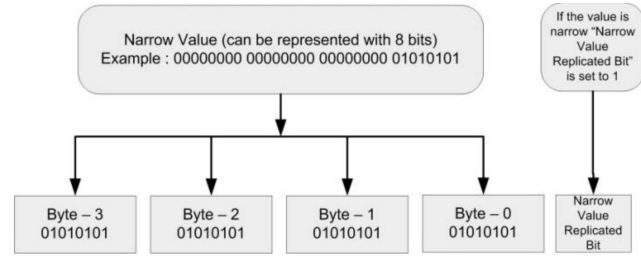 Narrow Value (can be represented with 8 bits)
Example : 00000000 00000000 00000000 01010101
If the value is
narrow "Narrow
Value
Replicated Bit"
is set to 1
Byte – 3
01010101
Byte – 2
01010101
Byte – 1
01010101
Byte – 0
01010101
Narrow
Value
Replicated
Bit